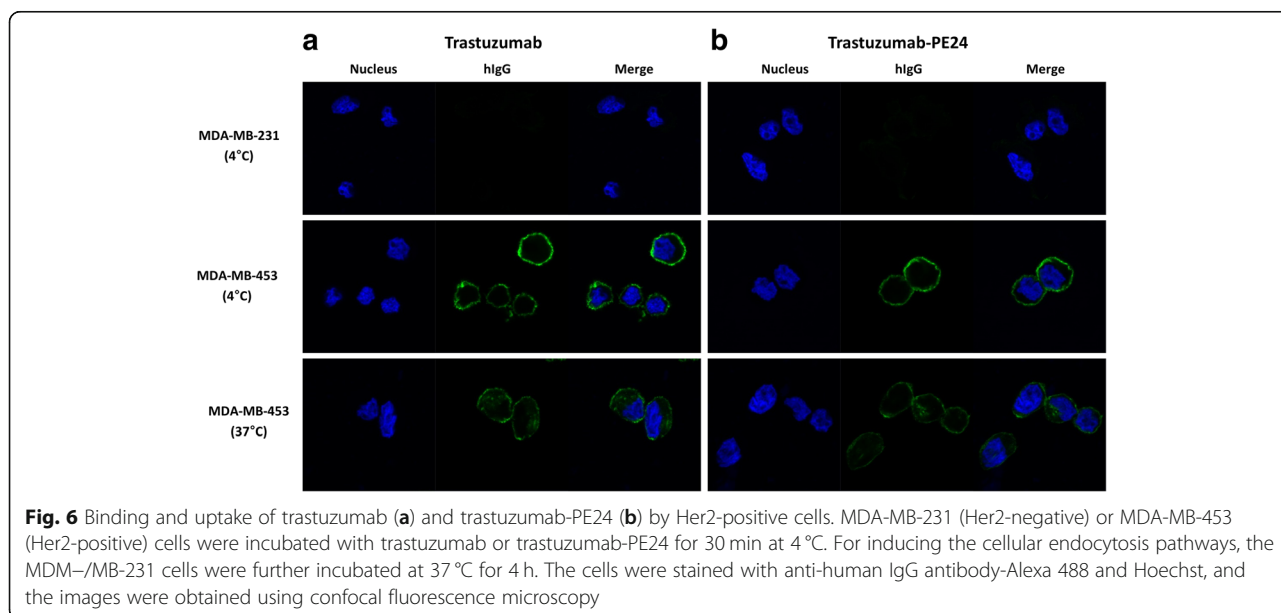 a Trastuzumab
b Trastuzumab-PE24
Nucleus hIgG Merge
Nucleus hIgG Merge
MDA-MB-231
(4°C)
MDA-MB-453
(4°C)
MDA-MB-453
(37°C)
Fig. 6 Binding and uptake of trastuzumab (a) and trastuzumab-PE24 (b) by Her2-positive cells. MDA-MB-231 (Her2-negative) or MDA-MB-453
(Her2-positive) cells were incubated with trastuzumab or trastuzumab-PE24 for 30 min at 4 °C. For inducing the cellular endocytosis pathways, the
MDM−/MB-231 cells were further incubated at 37 °C for 4 h. The cells were stained with anti-human IgG antibody-Alexa 488 and Hoechst, and
the images were obtained using confocal fluorescence microscopy